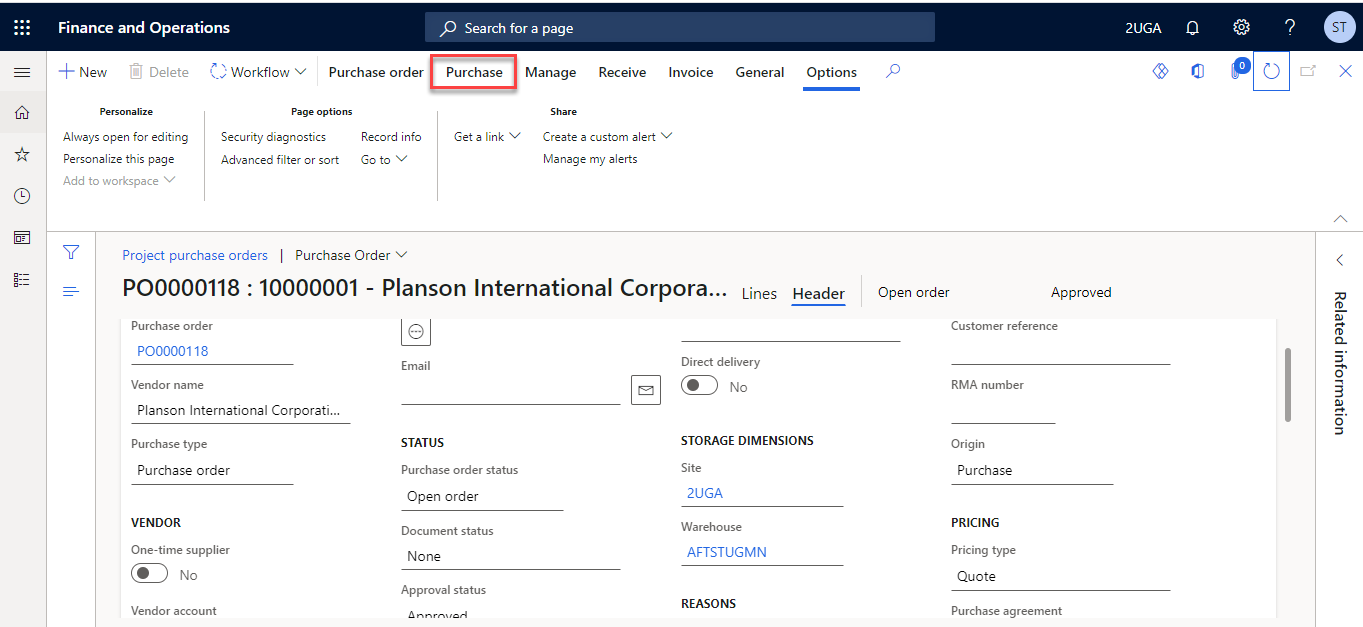 Finance and Operations
Search for a page
2UGA
?
ST
New
Delete
Workflow
Purchase order
Purchase
Manage
Receive
Invoice
General
Options
0
Personalize
Always open for editing
Personalize this page
Add to workspace
Page options
Security diagnostics
Advanced filter or sort
Record info
Go to
Share
Get a link
Create a custom alert
Manage my alerts
Project purchase orders | Purchase Order
PO0000118 : 10000001 - Planson International Corpora...
Lines
Header
Open order
Approved
Related information
Purchase order
PO0000118
Vendor name
Planson International Corporati...
Purchase type
Purchase order
VENDOR
One-time supplier
No
Vendor account
Email
STATUS
Purchase order status
Open order
Document status
None
Approval status
Approved
Direct delivery
No
STORAGE DIMENSIONS
Site
2UGA
Warehouse
AFTSTUGMN
REASONS
Customer reference
RMA number
Origin
Purchase
PRICING
Pricing type
Quote
Purchase agreement